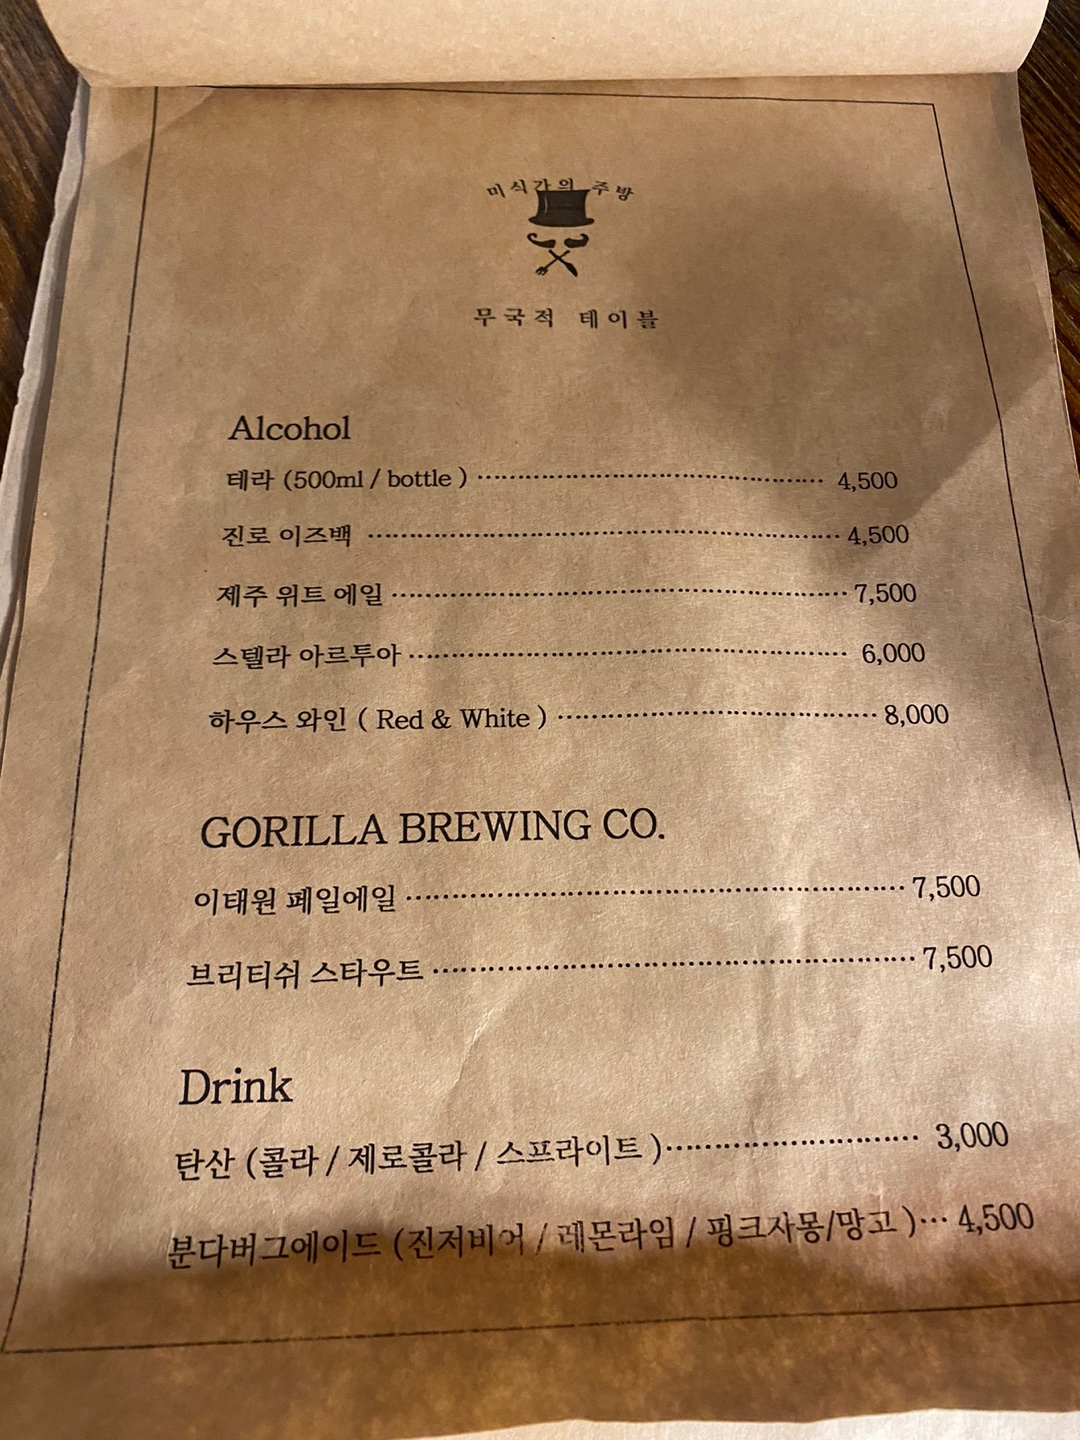 미식간의 주방
무국적 테이블
Alcohol
테라 (500ml / bottle ) ········ 4,500
진로 이즈백 ········ 4,500
제주 위트 에일 ········ 7,500
스텔라 아르투아 ········ 6,000
하우스 와인 ( Red & White ) ········ 8,000
GORILLA BREWING CO.
이태원 페일에일 ········ 7,500
브리티쉬 스타우트 ········ 7,500
Drink
탄산 (콜라 / 제로콜라 / 스프라이트 ) ········ 3,000
분다버그에이드 (진저비어 / 레몬라임 / 핑크자몽/망고 )··· 4,500